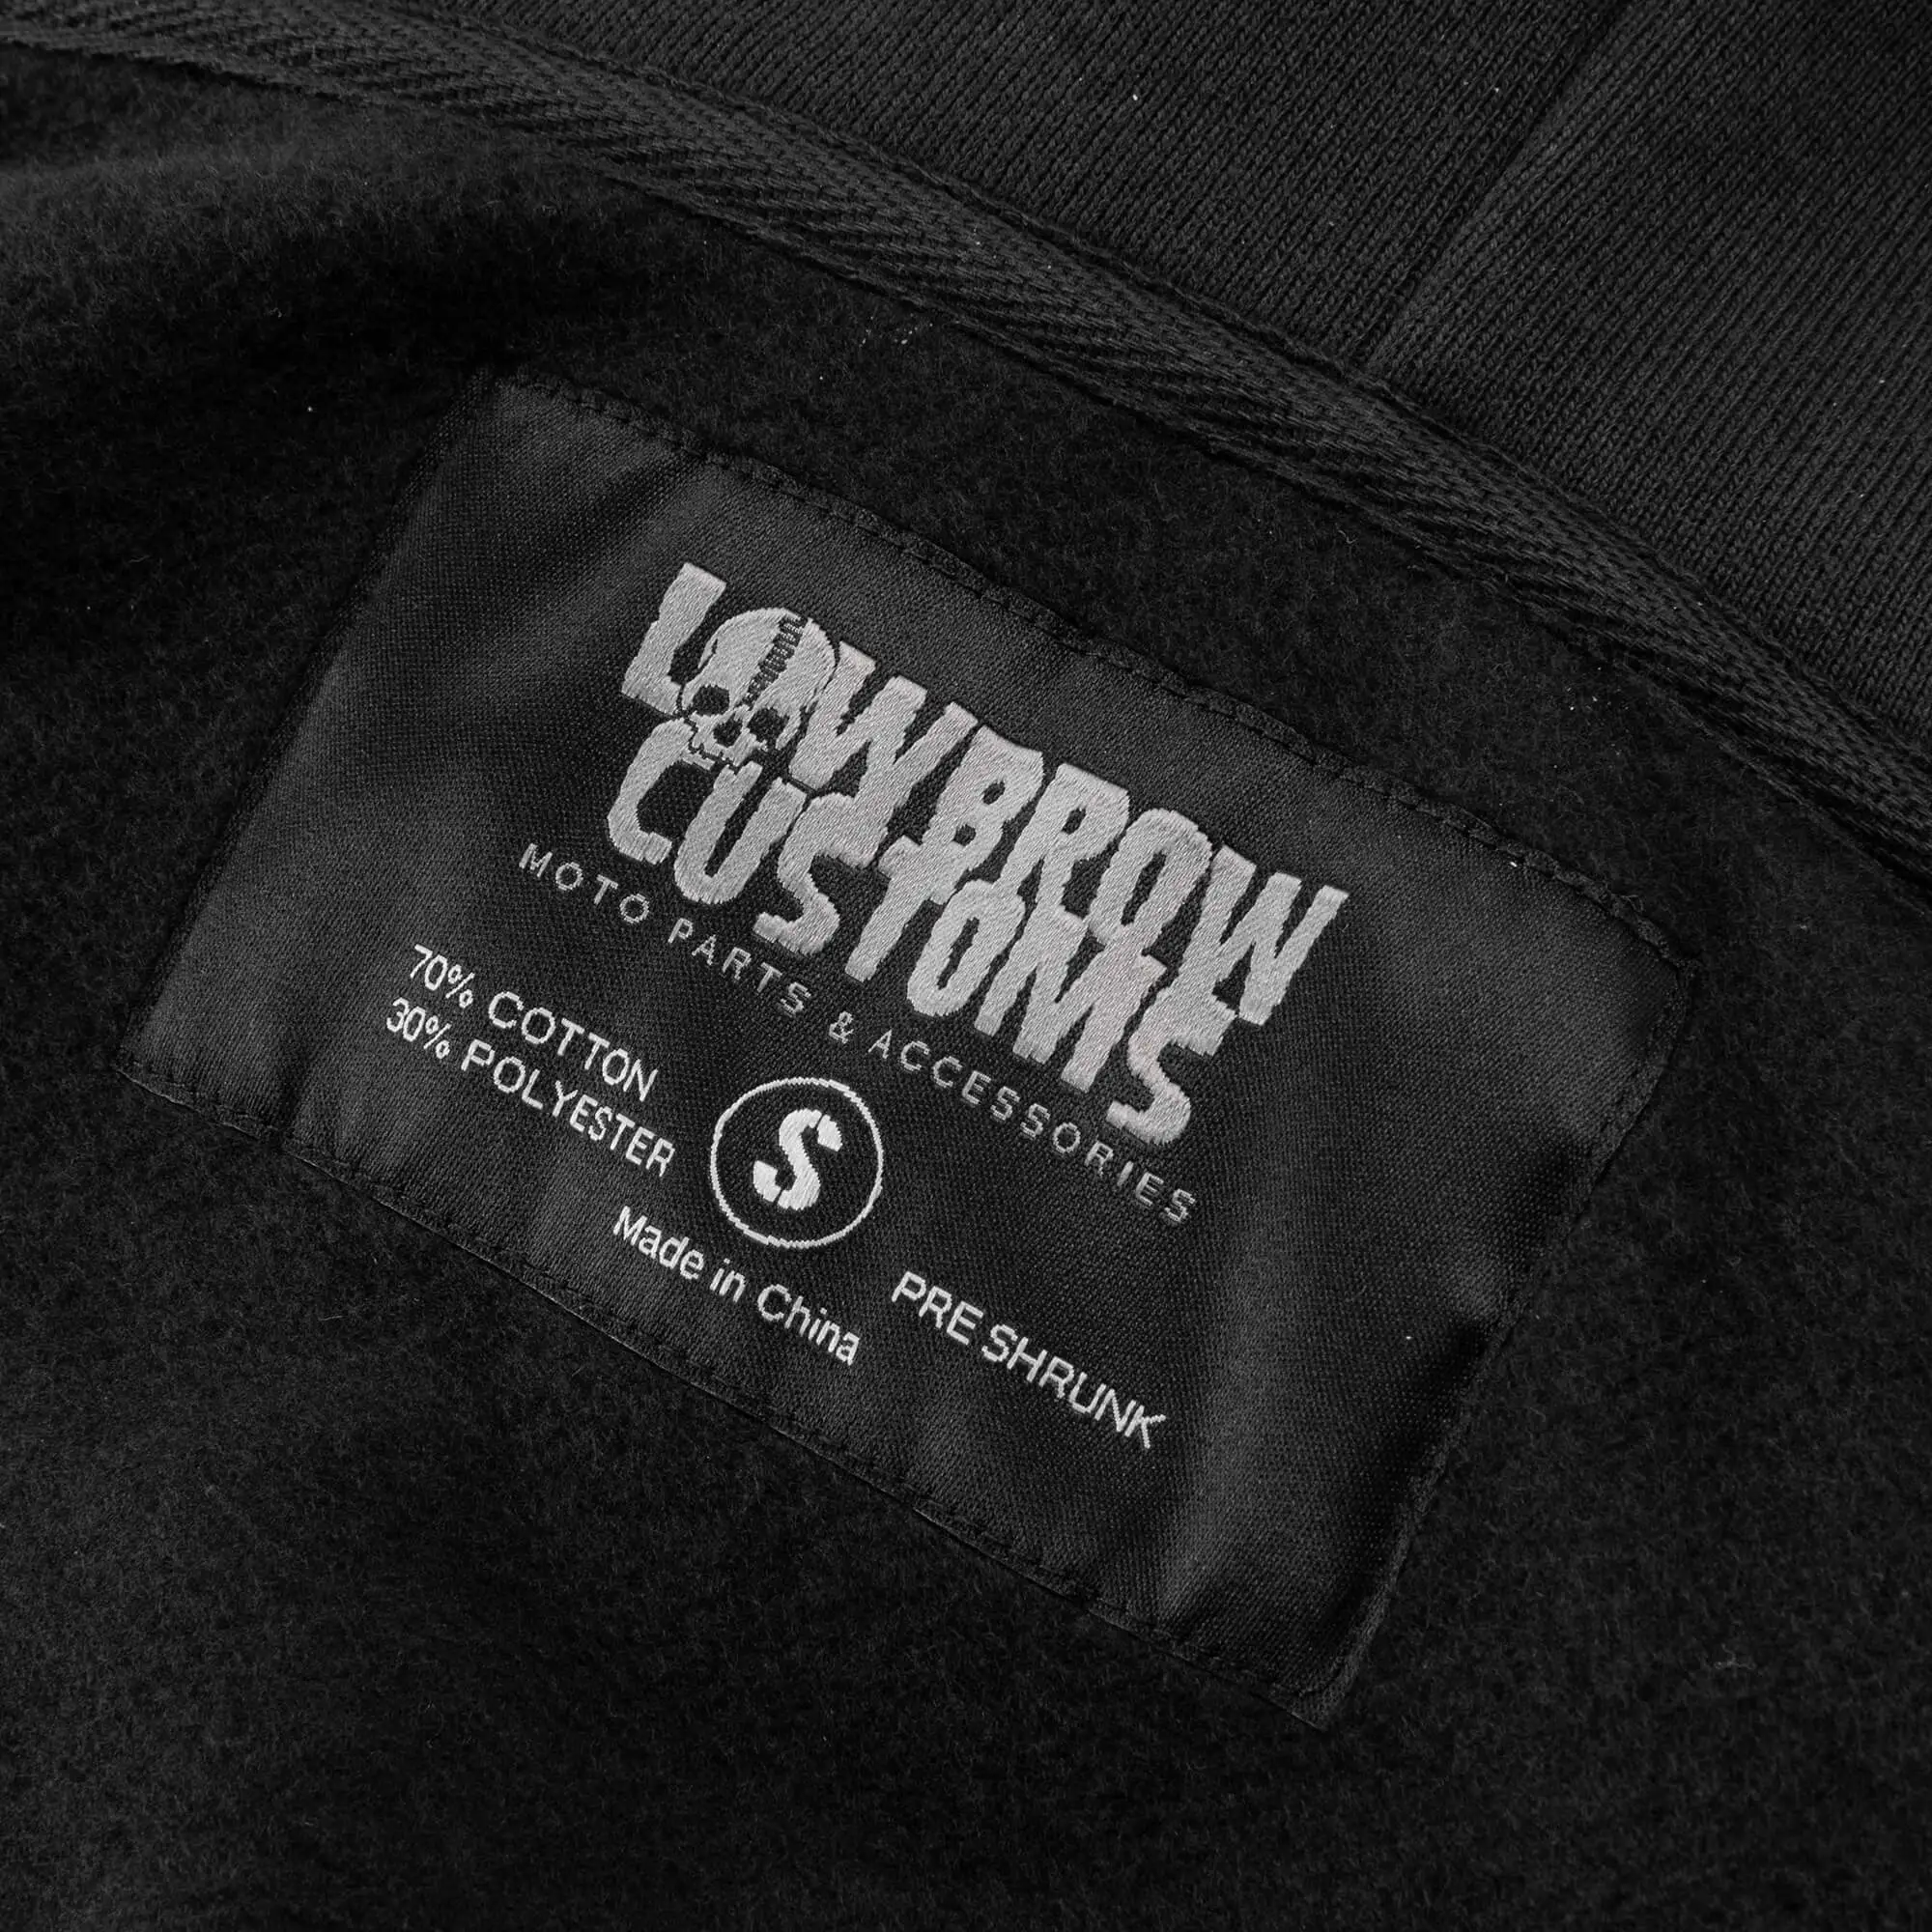 LOWBROW
CUSTOMS
MOTO PARTS & ACCESSORIES
70% COTTON
30% POLYESTER
S
PRE SHRUNK
Made in China